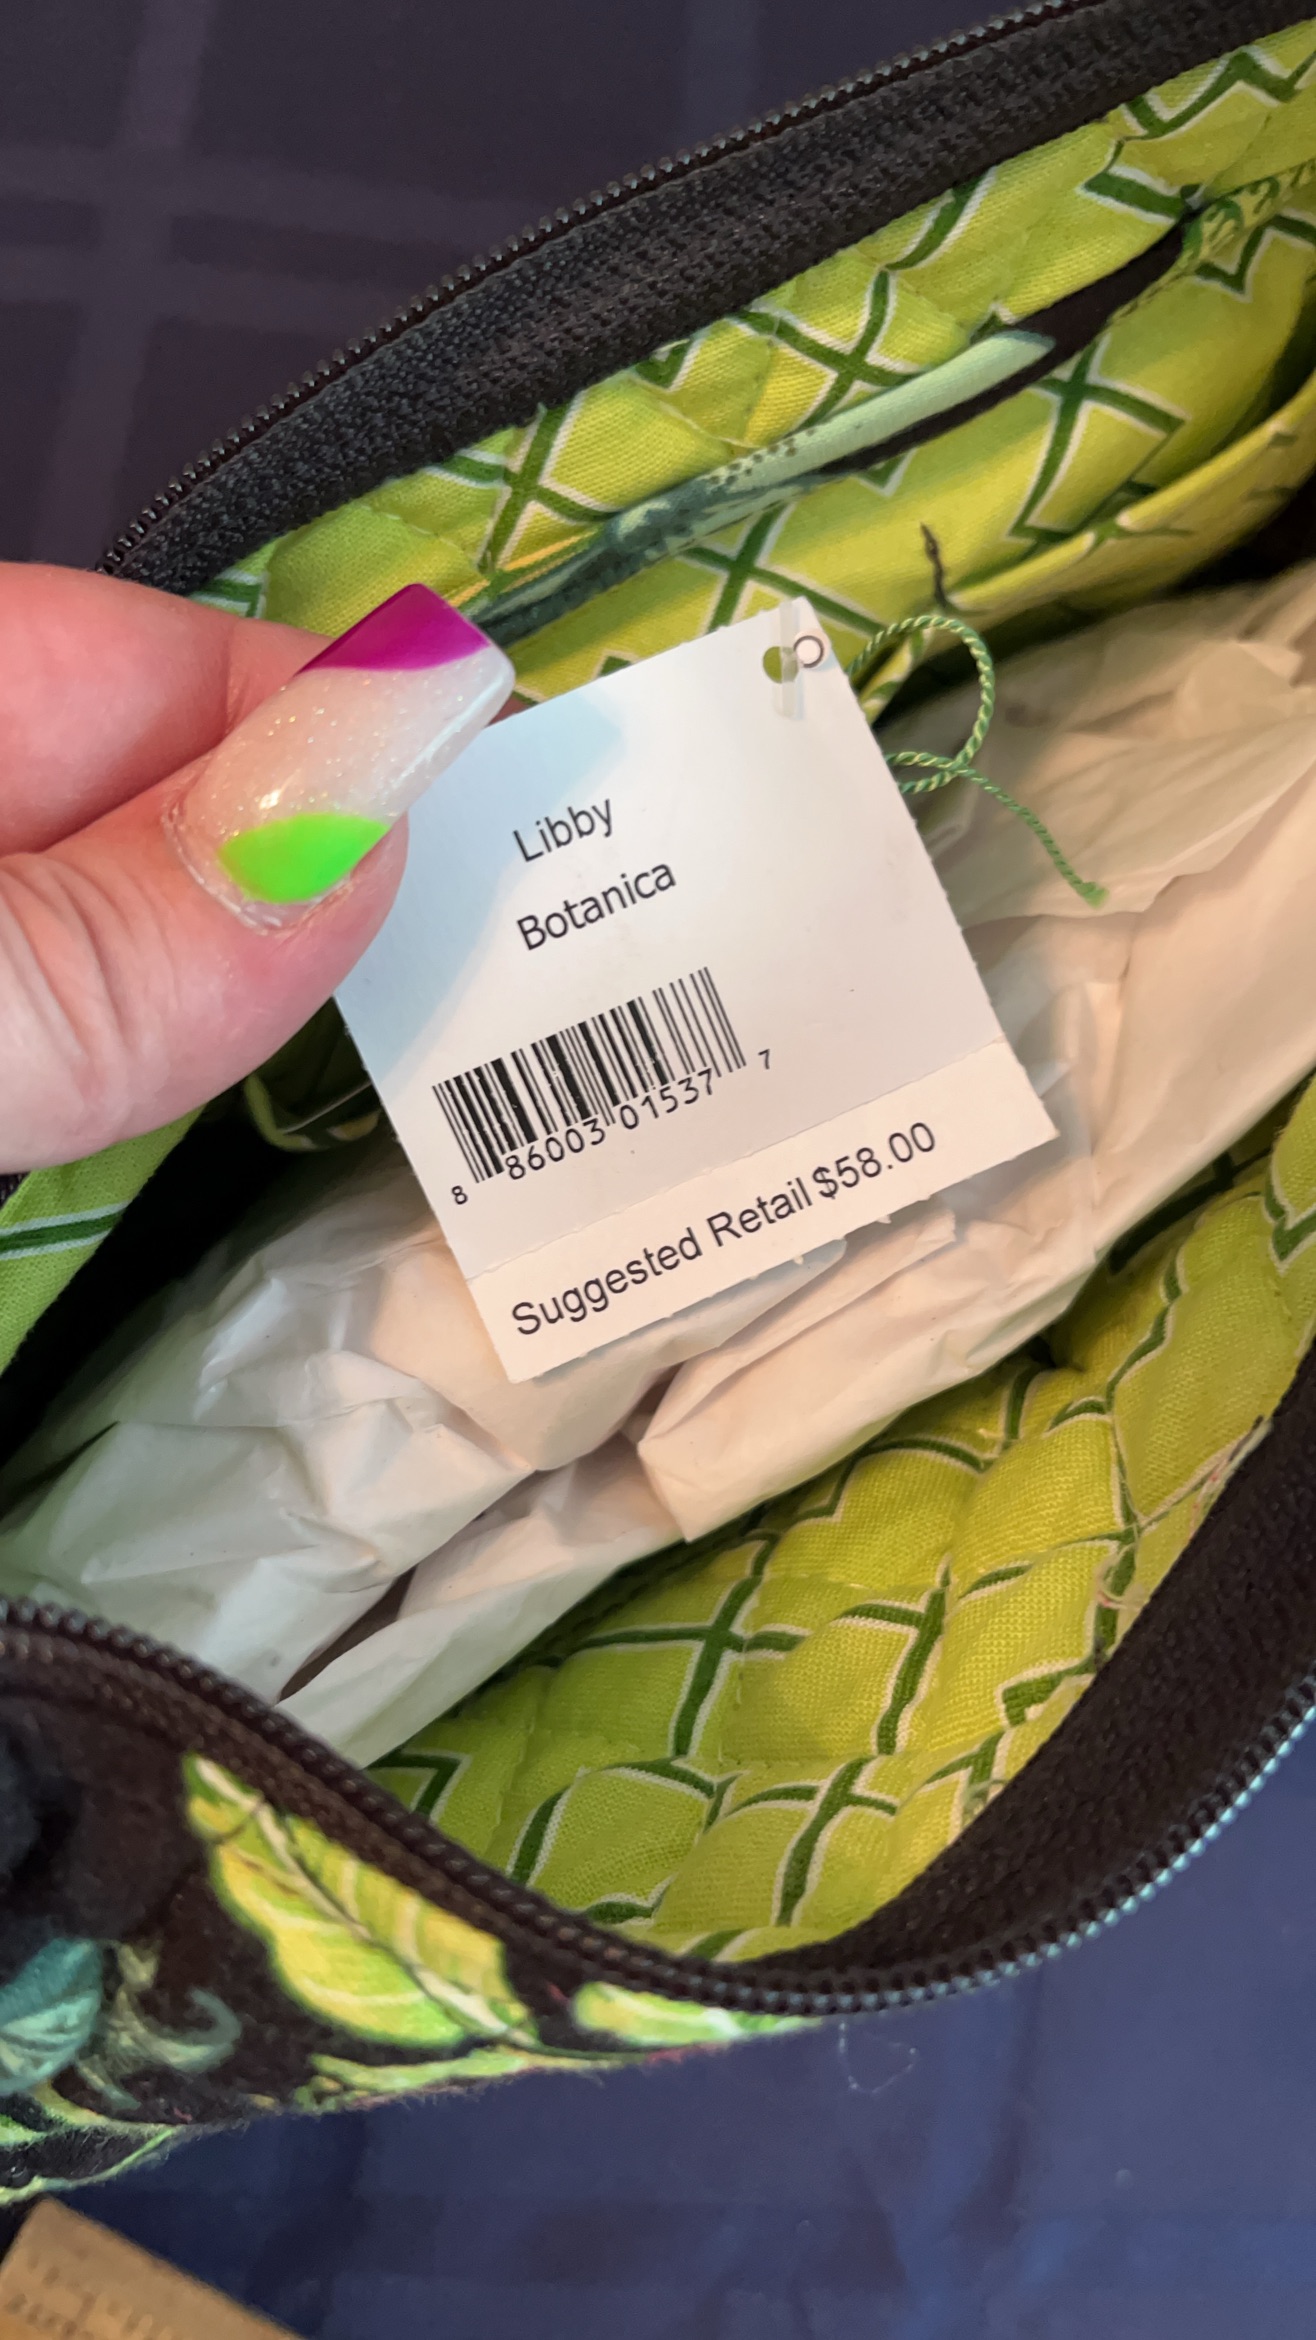 Libby
Botanica
8 86003 01537 7
Suggested Retail $58.00